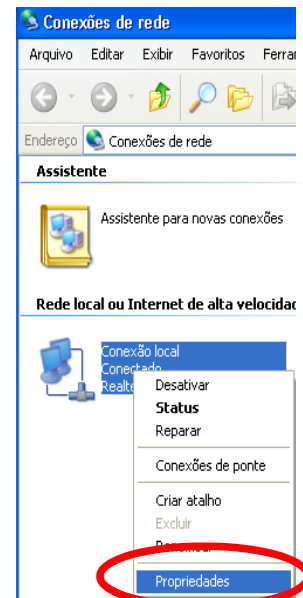 Conexões de rede
Arquivo Editar Exibir Favoritos
Endereço Conexões de rede
Assistente
Assistente para novas conexões
Rede local ou Internet de alta
Conexão local
Conectado
Desativar
Status
Reparar
Conexões de ponte
Criar atalho
Excluir
Propriedades